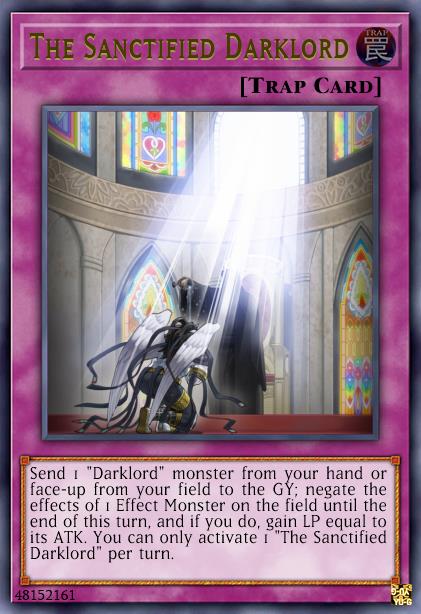 The Sanctified Darklord
TRAP
罠
[Trap Card]
Send 1 "Darklord" monster from your hand or
face-up from your field to the GY; negate the
effects of 1 Effect Monster on the field until the
end of this turn, and if you do, gain LP equal to
its ATK. You can only activate 1 "The Sanctified
Darklord" per turn.
48152161